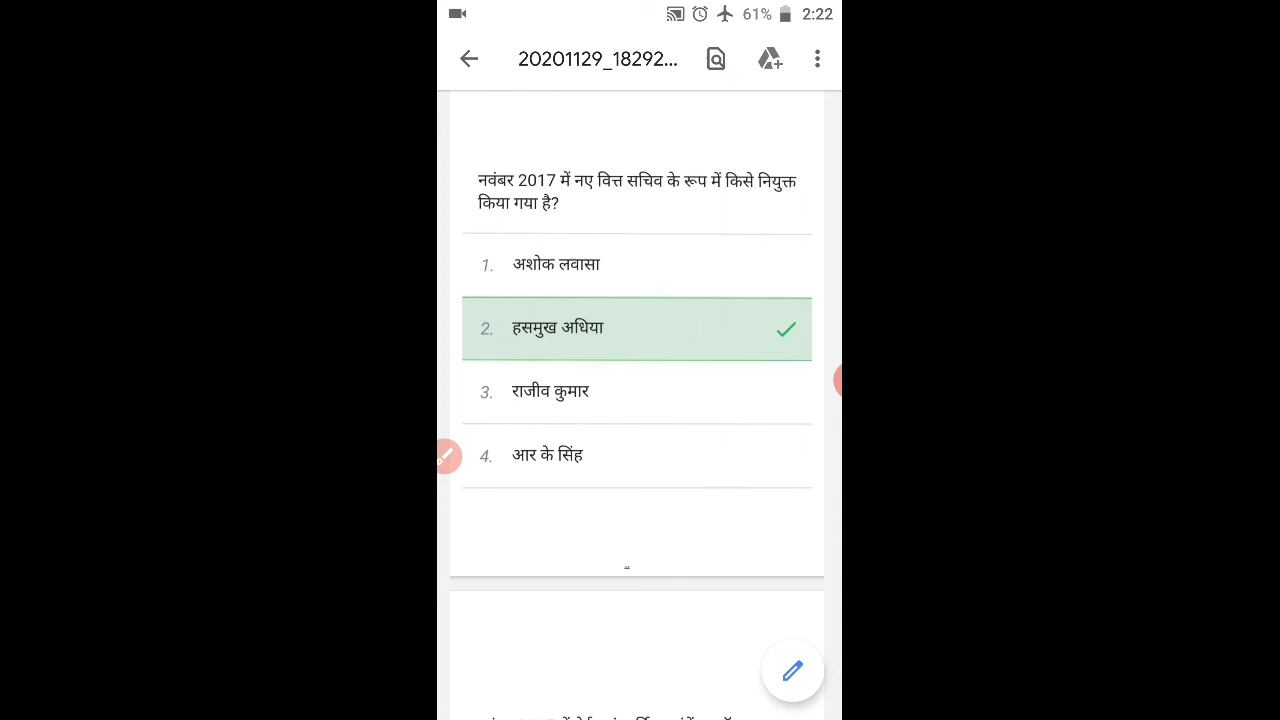 61% 2:22
20201129_18292...
नवंबर 2017 में नए वित्त सचिव के रूप में किसे नियुक्त
किया गया है?
1. अशोक लवासा
2. हसमुख अधिया
3. राजीव कुमार
4. आर के सिंह